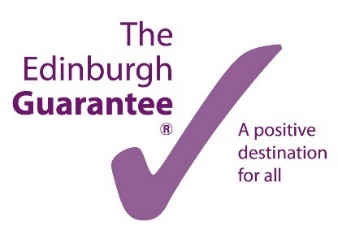 The
Edinburgh
Guarantee
®
A positive
destination
for all